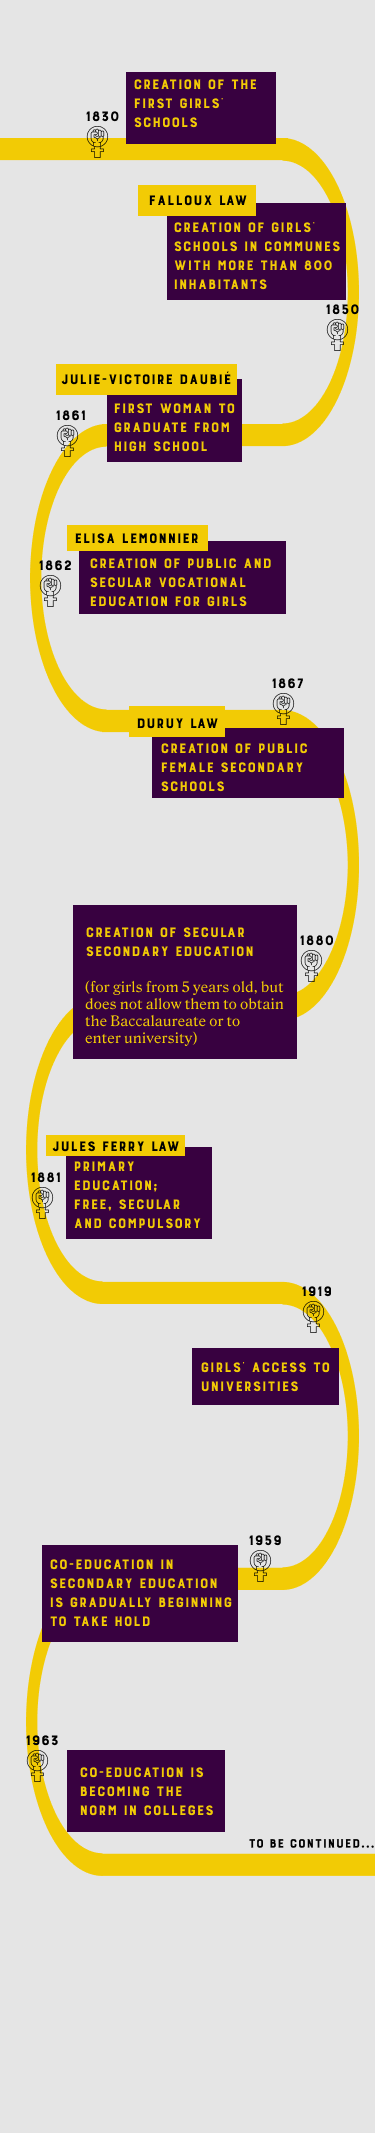 1830
CREATION OF THE
FIRST GIRLS'
SCHOOLS
FALLOUX LAW
CREATION OF GIRLS'
SCHOOLS IN COMMUNES
WITH MORE THAN 800
INHABITANTS
1850
JULIE-VICTOIRE DAUBIÉ
1861
FIRST WOMAN TO
GRADUATE FROM
HIGH SCHOOL
ELISA LEMONNIER
1862
CREATION OF PUBLIC AND
SECULAR VOCATIONAL
EDUCATION FOR GIRLS
1867
DURUY LAW
CREATION OF PUBLIC
FEMALE SECONDARY
SCHOOLS
CREATION OF SECULAR
SECONDARY EDUCATION
1880
(for girls from 5 years old, but
does not allow them to obtain
the Baccalaureate or to
enter university)
JULES FERRY LAW
1881
PRIMARY
EDUCATION;
FREE, SECULAR
AND COMPULSORY
1919
GIRLS' ACCESS TO
UNIVERSITIES
1959
CO-EDUCATION IN
SECONDARY EDUCATION
IS GRADUALLY BEGINNING
TO TAKE HOLD
1963
CO-EDUCATION IS
BECOMING THE
NORM IN COLLEGES
TO BE CONTINUED...